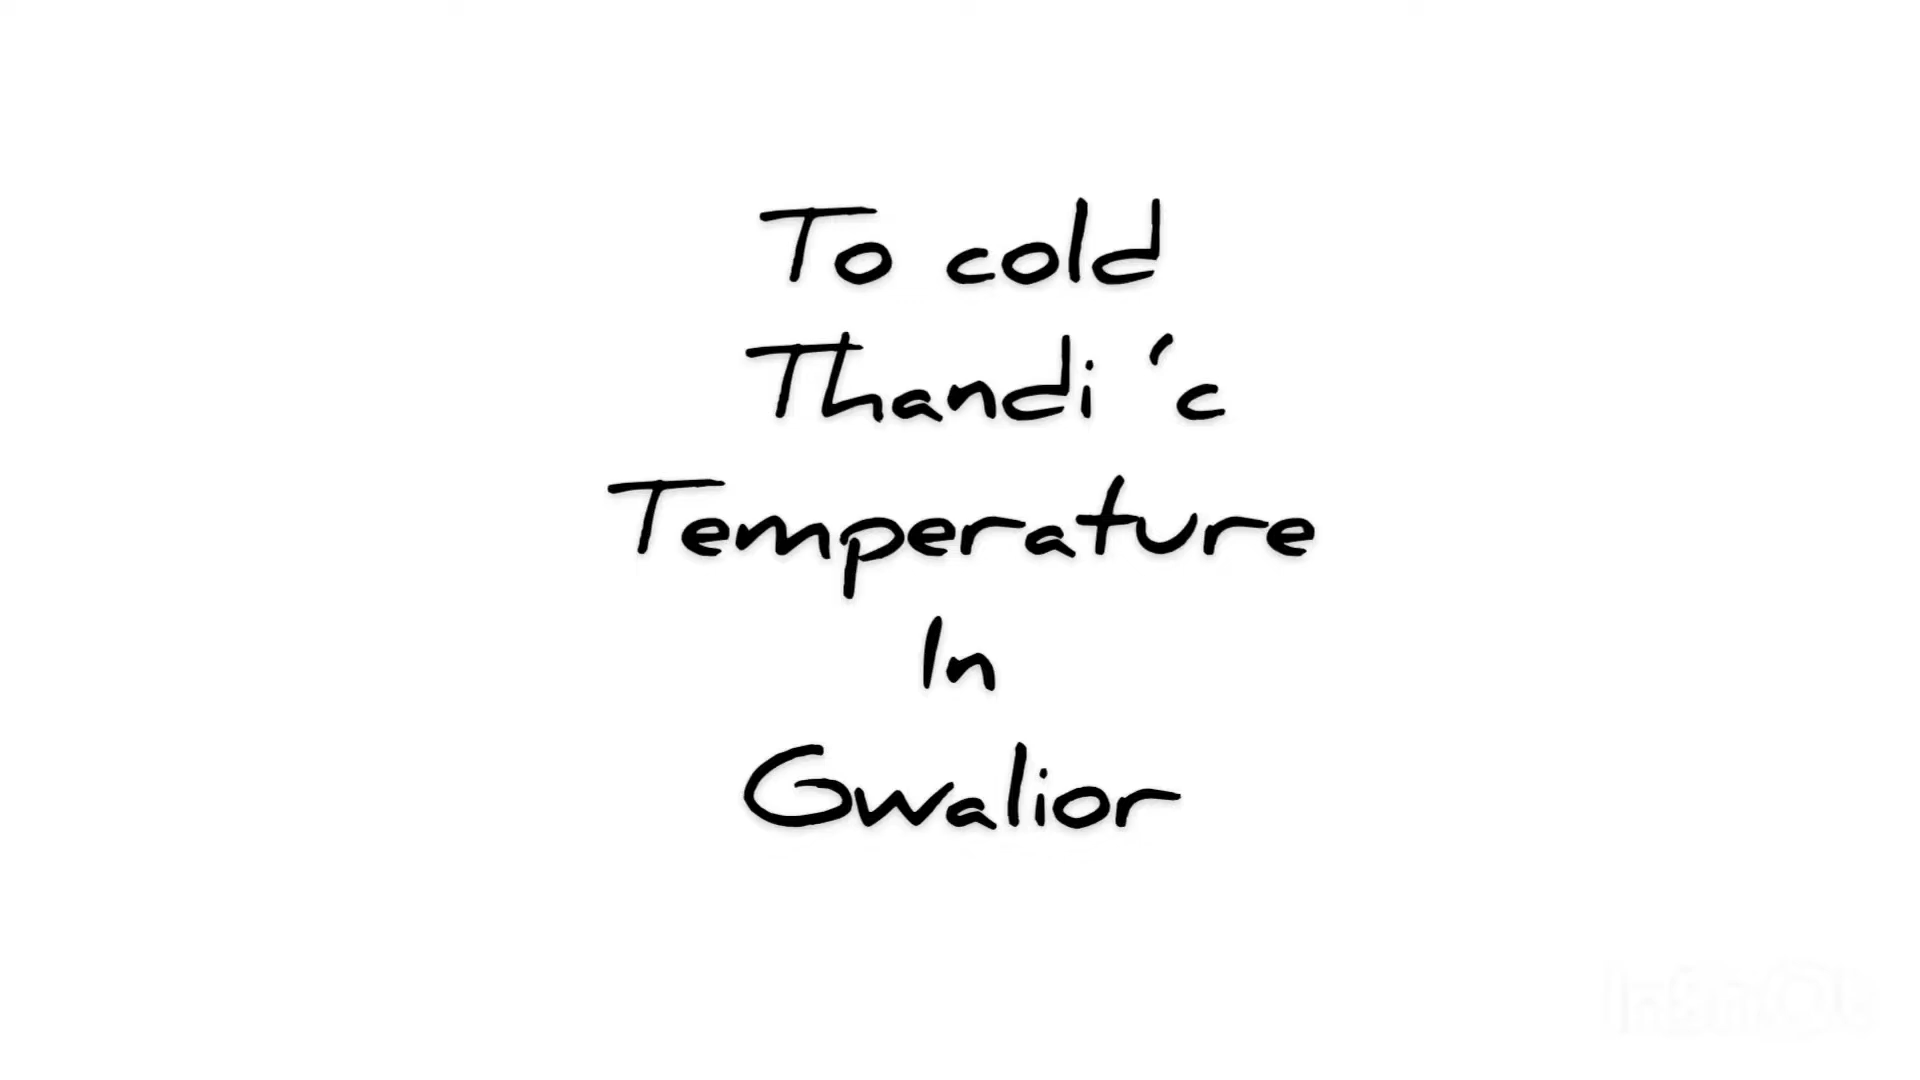 To cold
Thandi 'c
Temperature
In
Gwalior